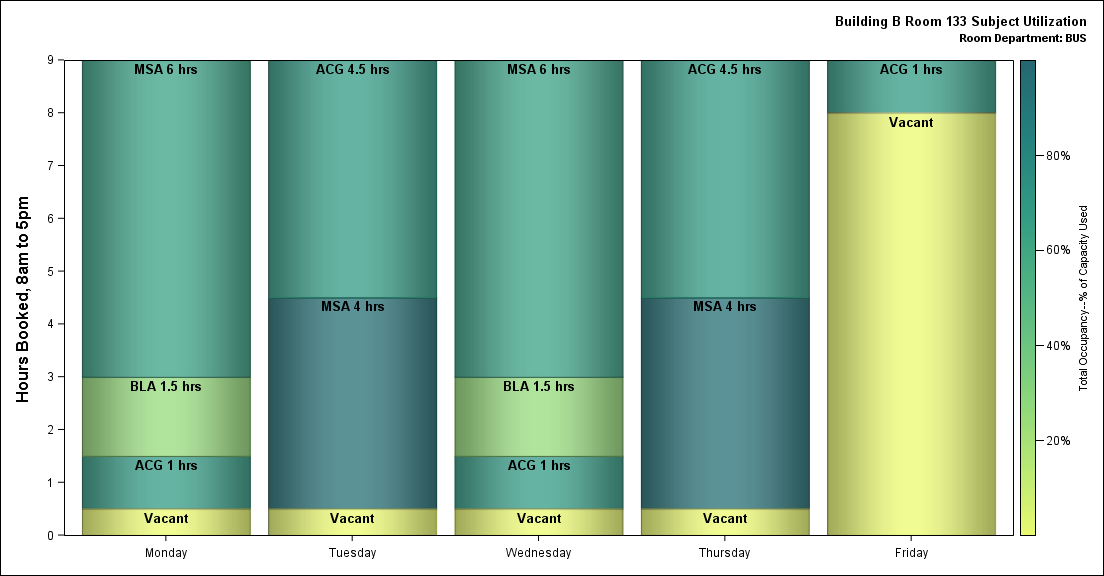 Building B Room 133 Subject Utilization
Room Department: BUS
Hours Booked, 8am to 5pm
9
8
7
6
5
4
3
2
1
0
MSA 6 hrs
BLA 1.5 hrs
ACG 1 hrs
Vacant
ACG 4.5 hrs
MSA 4 hrs
Vacant
MSA 6 hrs
BLA 1.5 hrs
ACG 1 hrs
Vacant
ACG 4.5 hrs
MSA 4 hrs
Vacant
ACG 1 hrs
Vacant
Monday
Tuesday
Wednesday
Thursday
Friday
80%
60%
40%
20%
Total Occupancy--% of Capacity Used